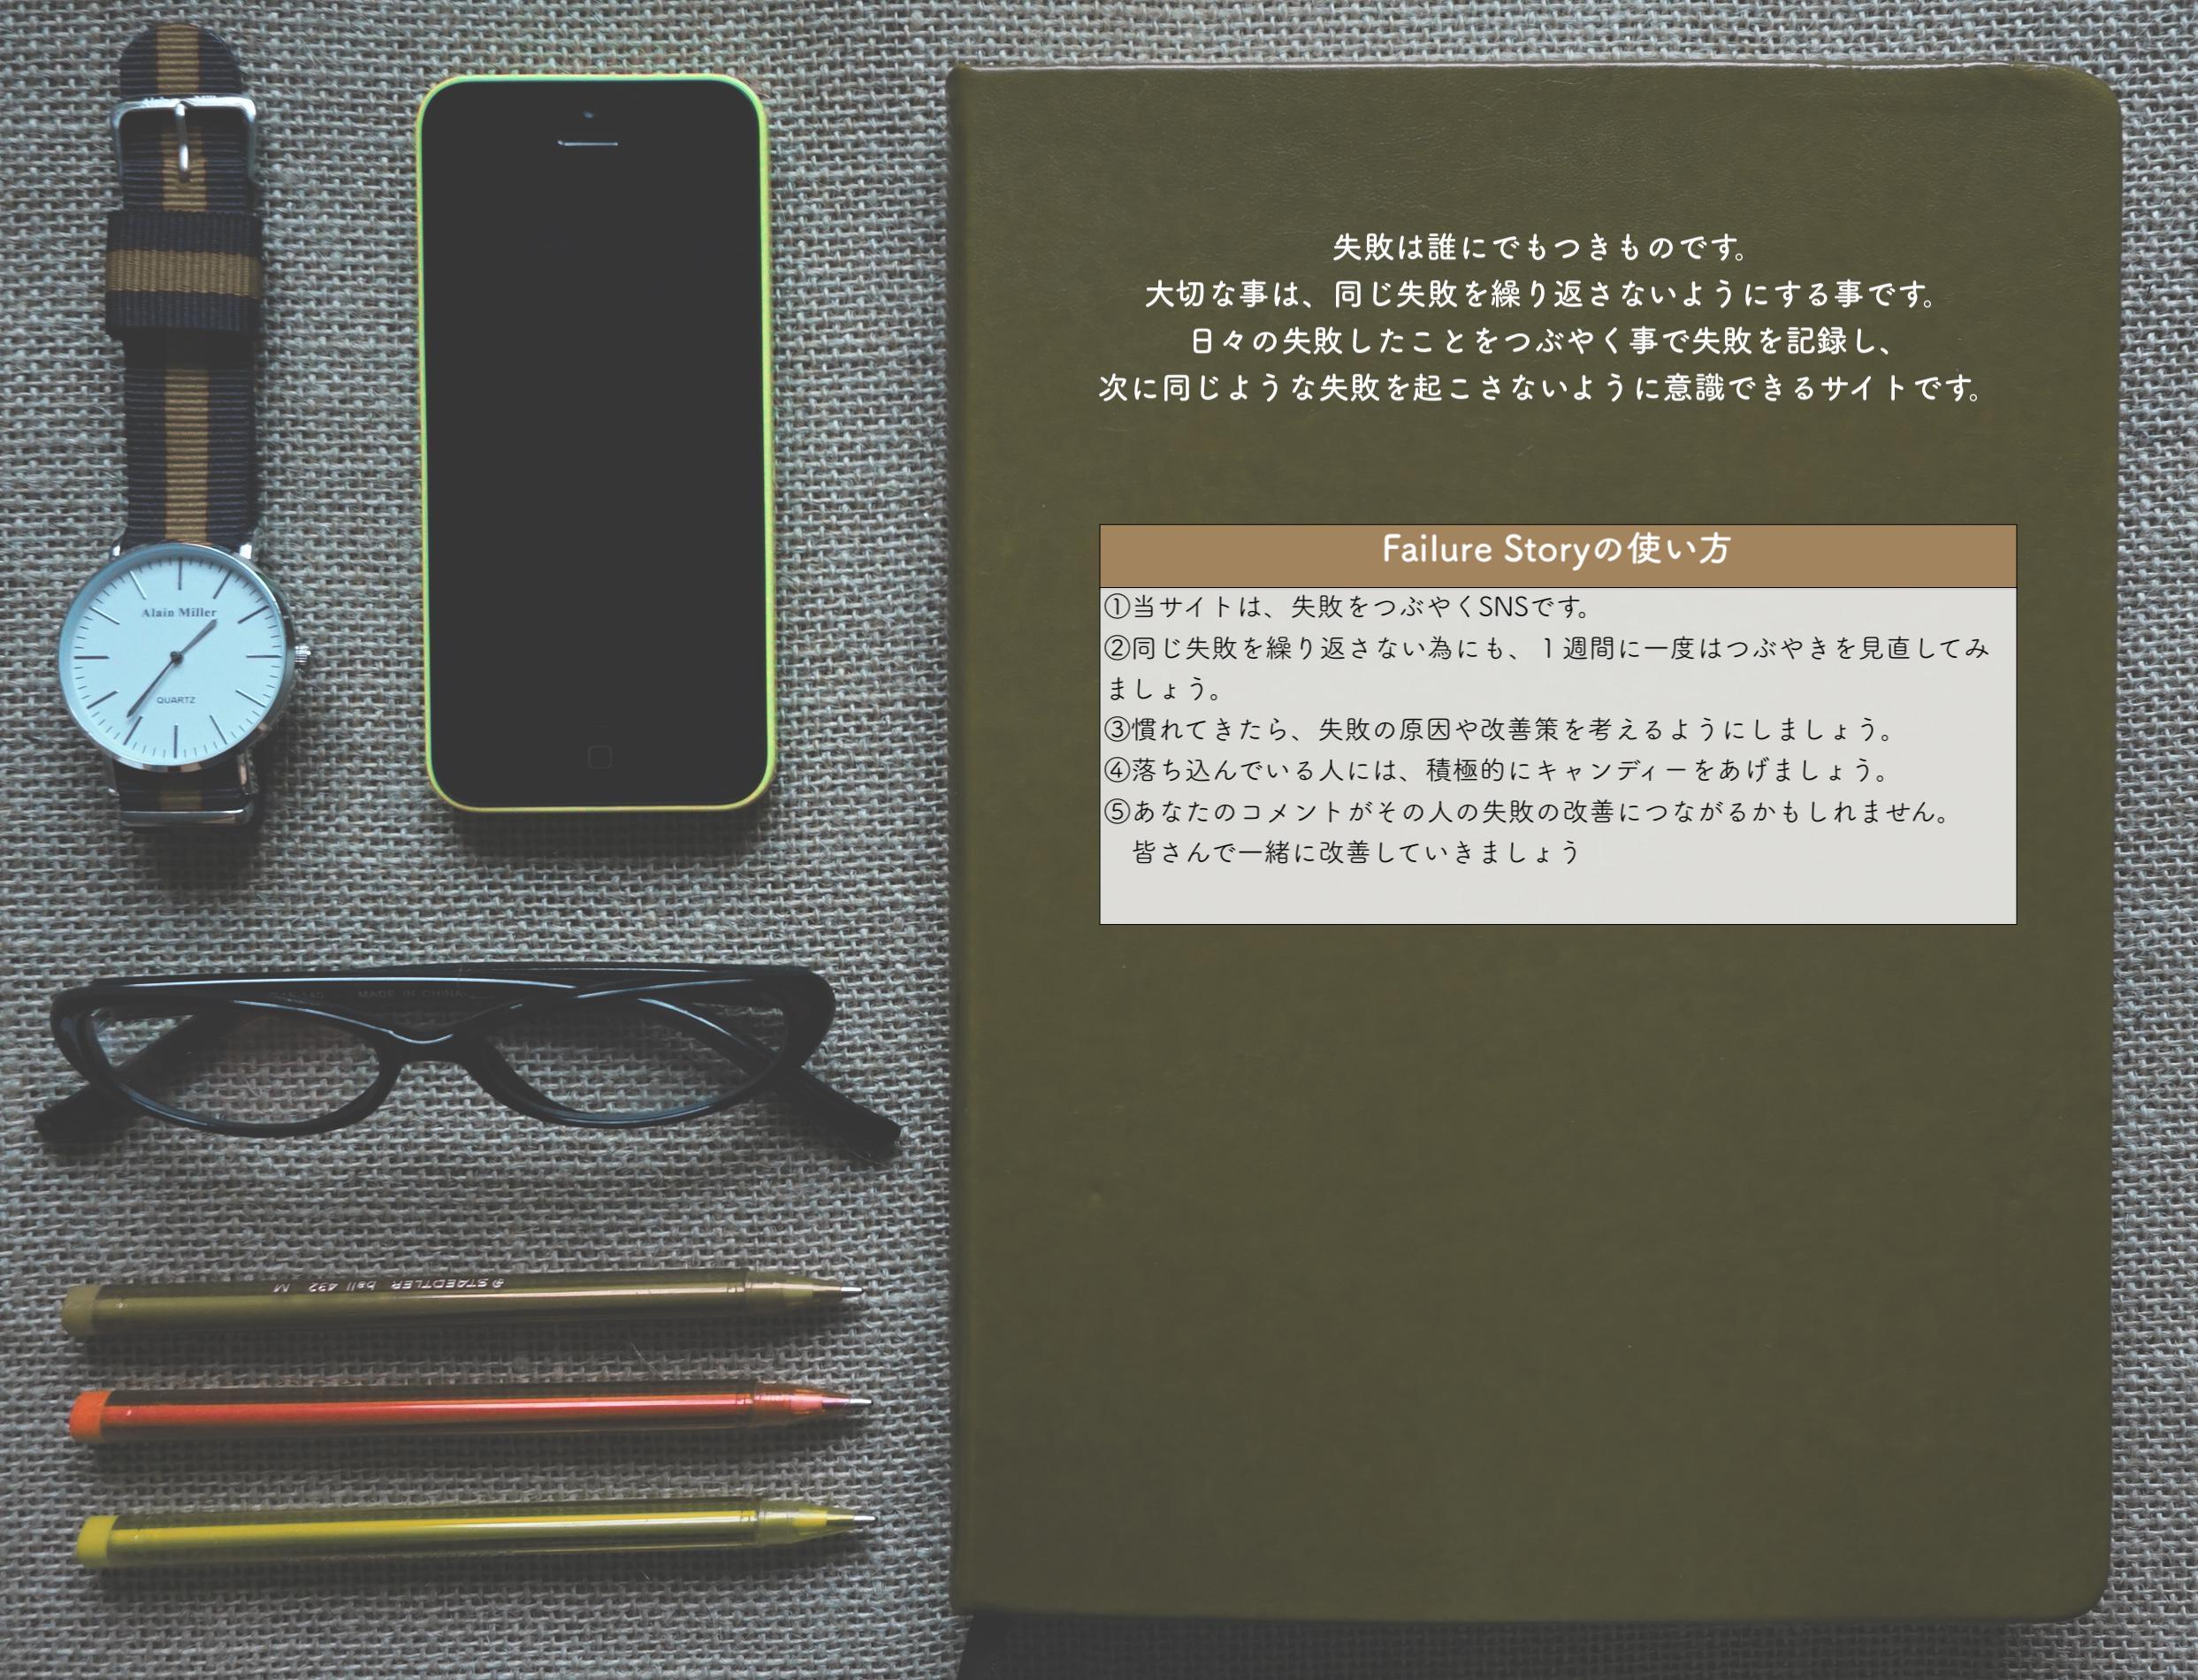 失敗は誰にでもつきものです。
大切な事は、同じ失敗を繰り返さないようにする事です。
日々の失敗したことをつぶやく事で失敗を記録し、
次に同じような失敗を起こさないように意識できるサイトです。
Failure Storyの使い方
①当サイトは、失敗をつぶやくSNSです。
②同じ失敗を繰り返さない為にも、１週間に一度はつぶやきを見直してみ
ましょう。
③慣れてきたら、失敗の原因や改善策を考えるようにしましょう。
④落ち込んでいる人には、積極的にキャンディーをあげましょう。
⑤あなたのコメントがその人の失敗の改善につながるかもしれません。
　皆さんで一緒に改善していきましょう
Alain Miller
QUARTZ
MADE IN CHINA
STAEDTLER ball 432 M